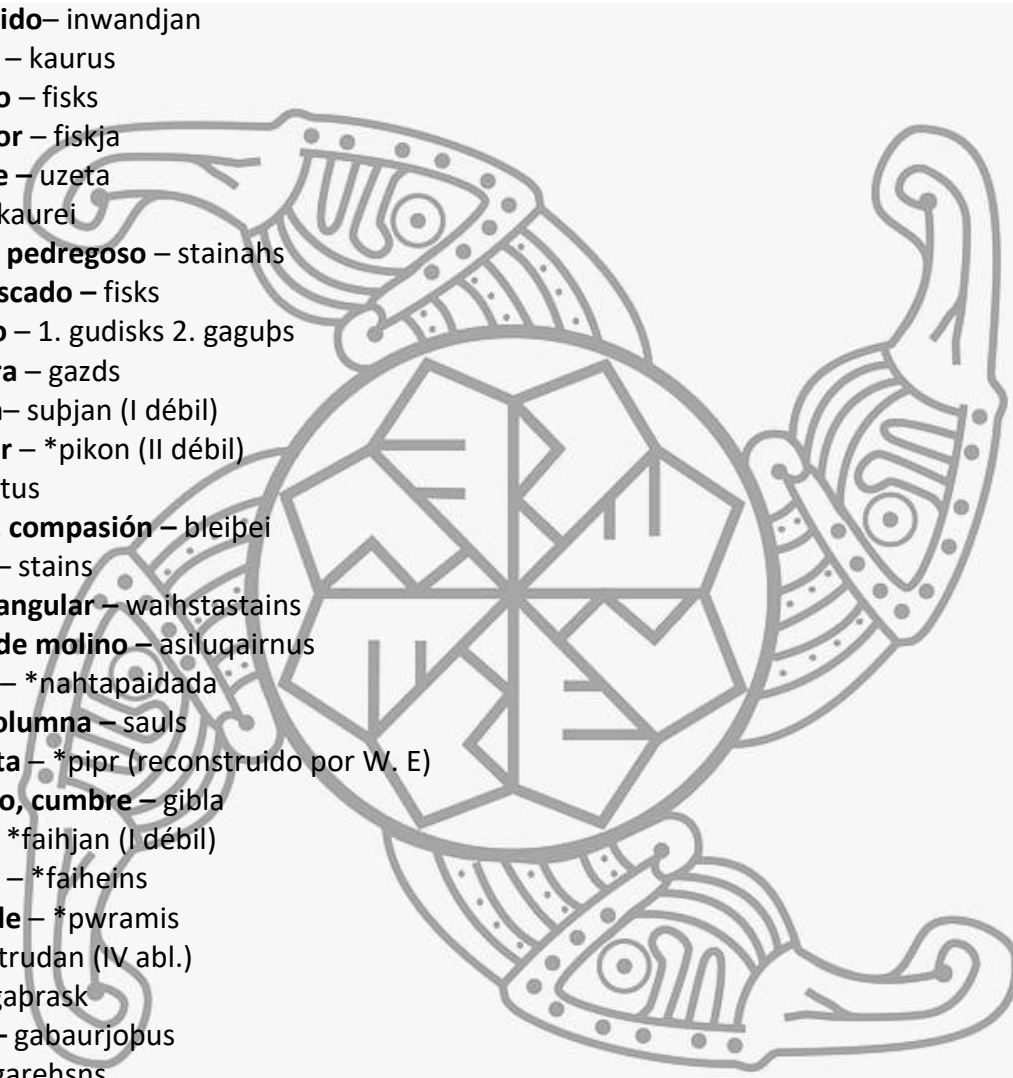 ido– inwandjan
– kaurus
o – fisks
or – fiskja
e – uzeta
kaurei
pedregoso – stainahs
scado – fisks
o – 1. gudisks 2. gaguþs
ra – gazds
– suþjan (I débil)
r – *pikon (II débil)
tus
, compasión – bleiþei
– stains
angular – waihstastains
de molino – asiluqairnus
– *nahtapaidada
olumna – sauls
ta – *pipr (reconstruido por W. E)
o, cumbre – gibla
*faihjan (I débil)
– *faiheins
de – *pwramis
trudan (IV abl.)
gaþrask
– gabaurjoþus
garehsns